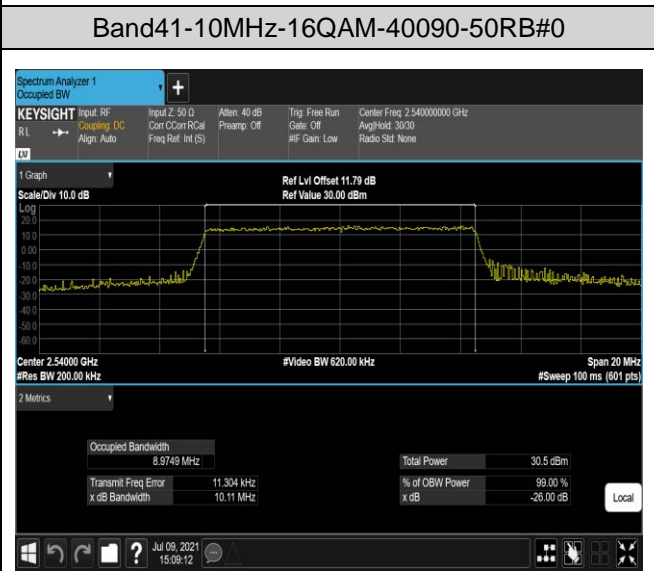 Band41-10MHz-16QAM-40090-50RB#0
Spectrum Analyzer 1
Occupied BW
+
KEYSIGHT Input: RF Input Z: 50 Ω Atten: 40 dB Trig: Free Run Center Freq: 2.540000000 GHz
RL Coupling: DC Corr CCorr RCal Preamp: Off Gate: Off Avg|Hold: 30/30
Align: Auto Freq Ref: Int (S) #IF Gain: Low Radio Std: None
LXI
1 Graph
Ref Lvl Offset 11.79 dB
Scale/Div 10.0 dB Ref Value 30.00 dBm
Log
20.0
10.0
0.00
-10.0
-20.0
-30.0
-40.0
-50.0
-60.0
Center 2.54000 GHz #Video BW 620.00 kHz Span 20 MHz
#Res BW 200.00 kHz #Sweep 100 ms (601 pts)
2 Metrics
Occupied Bandwidth
8.9749 MHz Total Power 30.5 dBm
Transmit Freq Error 11.304 kHz % of OBW Power 99.00 %
x dB Bandwidth 10.11 MHz x dB -26.00 dB
Local
? Jul 09, 2021
15:09:12